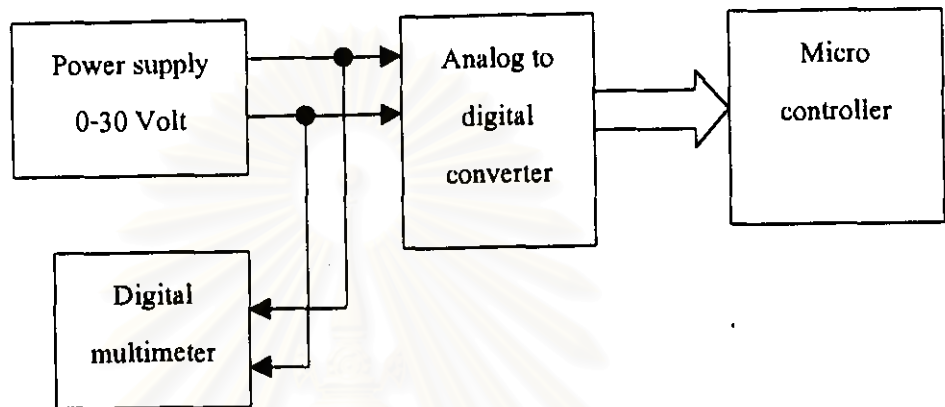 Power supply
0-30 Volt
Analog to
digital
converter
Micro
controller
Digital
multimeter